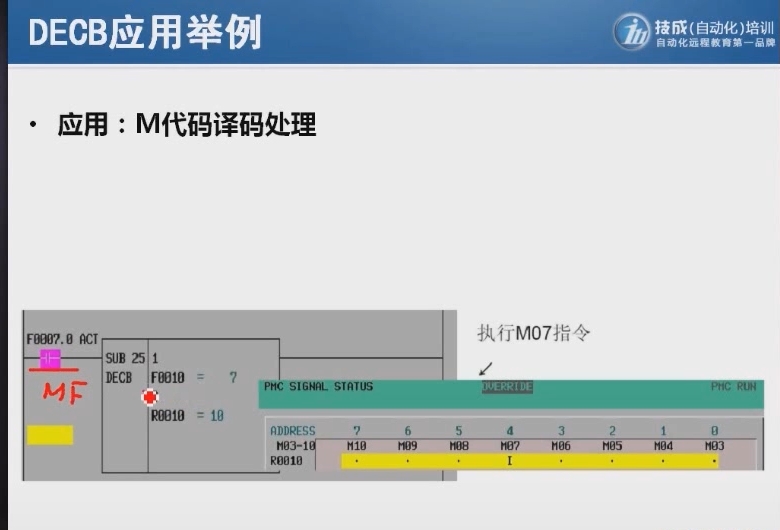 DECB应用举例
技成(自动化)培训
自动化远程教育第一品牌
• 应用：M代码译码处理
F0007.0 ACT
SUB 25 1
DECB F0010 = 7
R0010 = 10
MF
执行M07指令
PMC SIGNAL STATUS OVERRIDE PMC RUN
ADDRESS 7 6 5 4 3 2 1 0
M03-10 M10 M09 M08 M07 M06 M05 M04 M03
R0010 . . . I . . . .